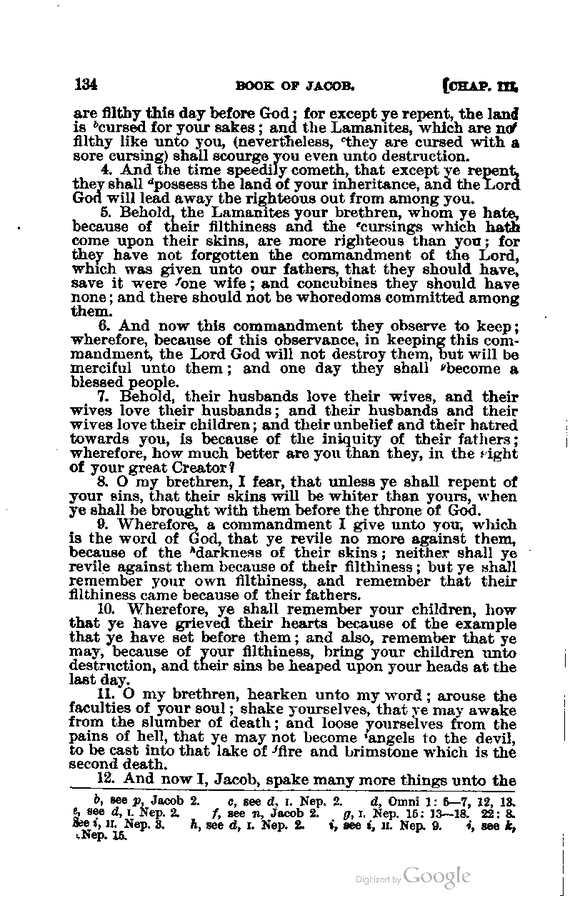 134 BOOK OF JACOB. [CHAP. III.
are filthy this day before God; for except ye repent, the land
is ᵇcursed for your sakes; and the Lamanites, which are not
filthy like unto you, (nevertheless, ᶜthey are cursed with a
sore cursing) shall scourge you even unto destruction.
4. And the time speedily cometh, that except ye repent,
they shall ᵈpossess the land of your inheritance, and the Lord
God will lead away the righteous out from among you.
5. Behold, the Lamanites your brethren, whom ye hate,
because of their filthiness and the ᵉcursings which hath
come upon their skins, are more righteous than you; for
they have not forgotten the commandment of the Lord,
which was given unto our fathers, that they should have,
save it were ᶠone wife; and concubines they should have
none; and there should not be whoredoms committed among
them.
6. And now this commandment they observe to keep;
wherefore, because of this observance, in keeping this com-
mandment, the Lord God will not destroy them, but will be
merciful unto them; and one day they shall ᵍbecome a
blessed people.
7. Behold, their husbands love their wives, and their
wives love their husbands; and their husbands and their
wives love their children; and their unbelief and their hatred
towards you, is because of the iniquity of their fathers;
wherefore, how much better are you than they, in the sight
of your great Creator?
8. O my brethren, I fear, that unless ye shall repent of
your sins, that their skins will be whiter than yours, when
ye shall be brought with them before the throne of God.
9. Wherefore, a commandment I give unto you, which
is the word of God, that ye revile no more against them,
because of the ʰdarkness of their skins; neither shall ye
revile against them because of their filthiness; but ye shall
remember your own filthiness, and remember that their
filthiness came because of their fathers.
10. Wherefore, ye shall remember your children, how
that ye have grieved their hearts because of the example
that ye have set before them; and also, remember that ye
may, because of your filthiness, bring your children unto
destruction, and their sins be heaped upon your heads at the
last day.
11. O my brethren, hearken unto my word; arouse the
faculties of your soul; shake yourselves, that ye may awake
from the slumber of death; and loose yourselves from the
pains of hell, that ye may not become ⁱangels to the devil,
to be cast into that lake of ʲfire and brimstone which is the
second death.
12. And now I, Jacob, spake many more things unto the
b, see p, Jacob 2. c, see d, I. Nep. 2. d, Omni 1: 5—7, 12, 13.
e, see d, I. Nep. 2. f, see n, Jacob 2. g, I. Nep. 15: 13—18. 22: 8.
See i, II. Nep. 3. h, see d, I. Nep. 2. i, see i, II. Nep. 9. j, see k,
Nep. 15.
Digitized by Google